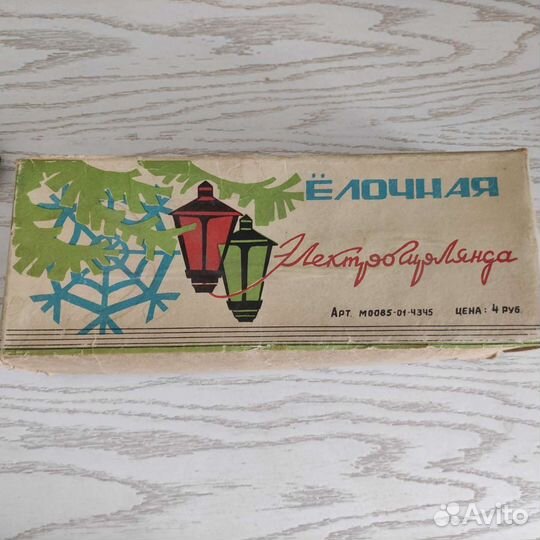 ЁЛОЧНАЯ
Электрогирлянда
АРТ. М0085-01-4345 ЦЕНА: 4 РУБ.
Avito